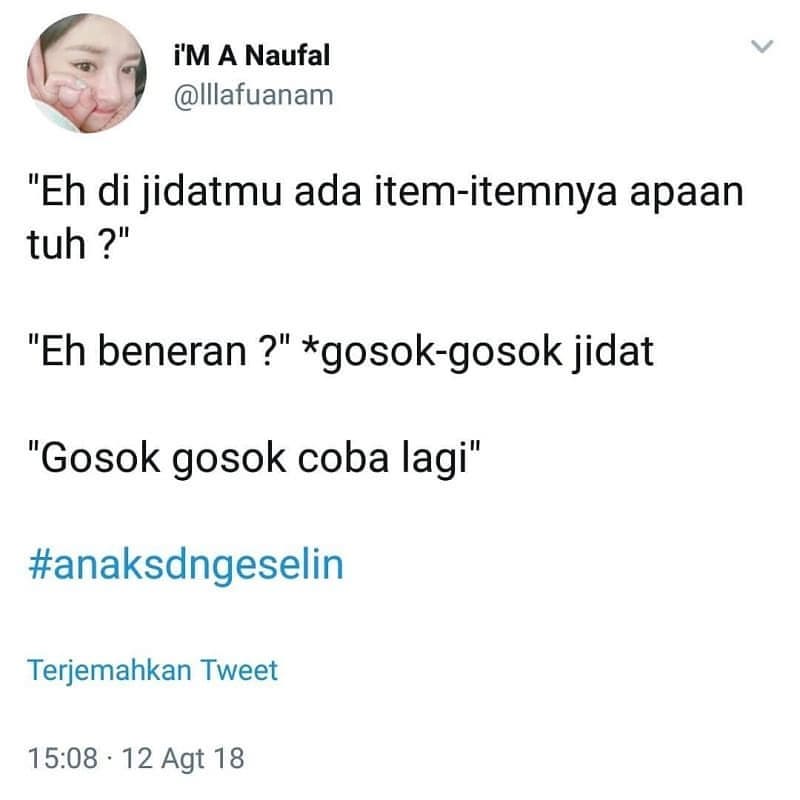 i'M A Naufal
@lllafuanam
"Eh di jidatmu ada item-itemnya apaan
tuh ?"
"Eh beneran ?" *gosok-gosok jidat
"Gosok gosok coba lagi"
#anaksdngeselin
Terjemahkan Tweet
15:08 · 12 Agt 18